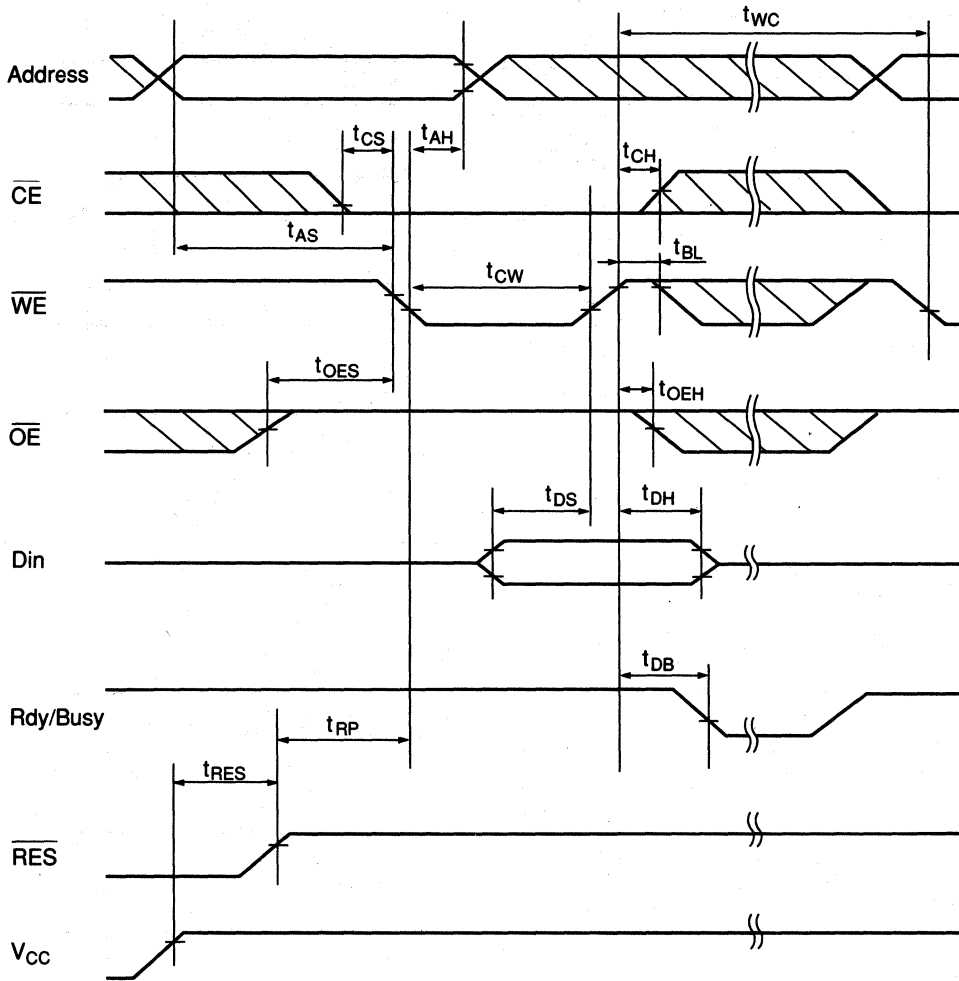 tWC
Address
tCS
tAH
tCH
CE
tAS
tBL
tCW
WE
tOES
tOEH
OE
tDS
tDH
Din
tDB
Rdy/Busy
tRP
tRES
RES
VCC